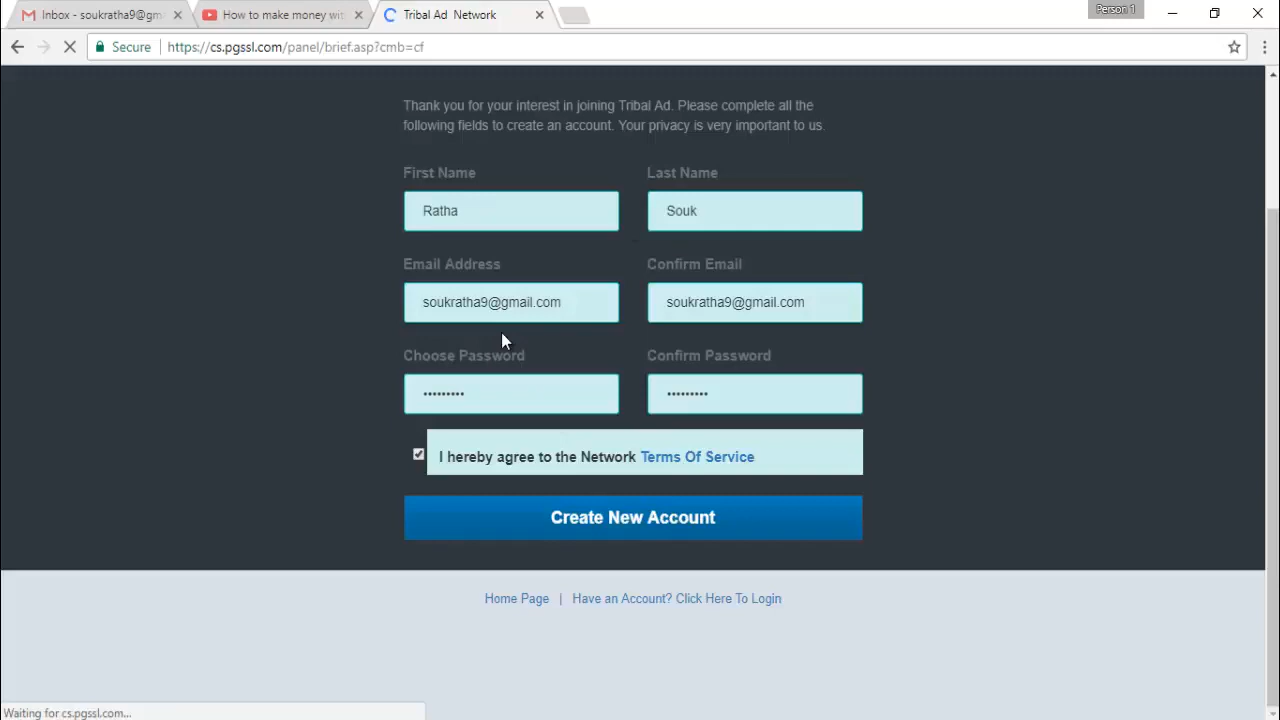 Inbox - soukratha9@gm
How to make money wit
Tribal Ad Network
Person 1
Secure
https://cs.pgssl.com/panel/brief.asp?cmb=cf
Thank you for your interest in joining Tribal Ad. Please complete all the
following fields to create an account. Your privacy is very important to us.
First Name
Last Name
Ratha
Souk
Email Address
Confirm Email
soukratha9@gmail.com
soukratha9@gmail.com
Choose Password
Confirm Password
•••••••••
•••••••••
I hereby agree to the Network Terms Of Service
Create New Account
Home Page | Have an Account? Click Here To Login
Waiting for cs.pgssl.com...